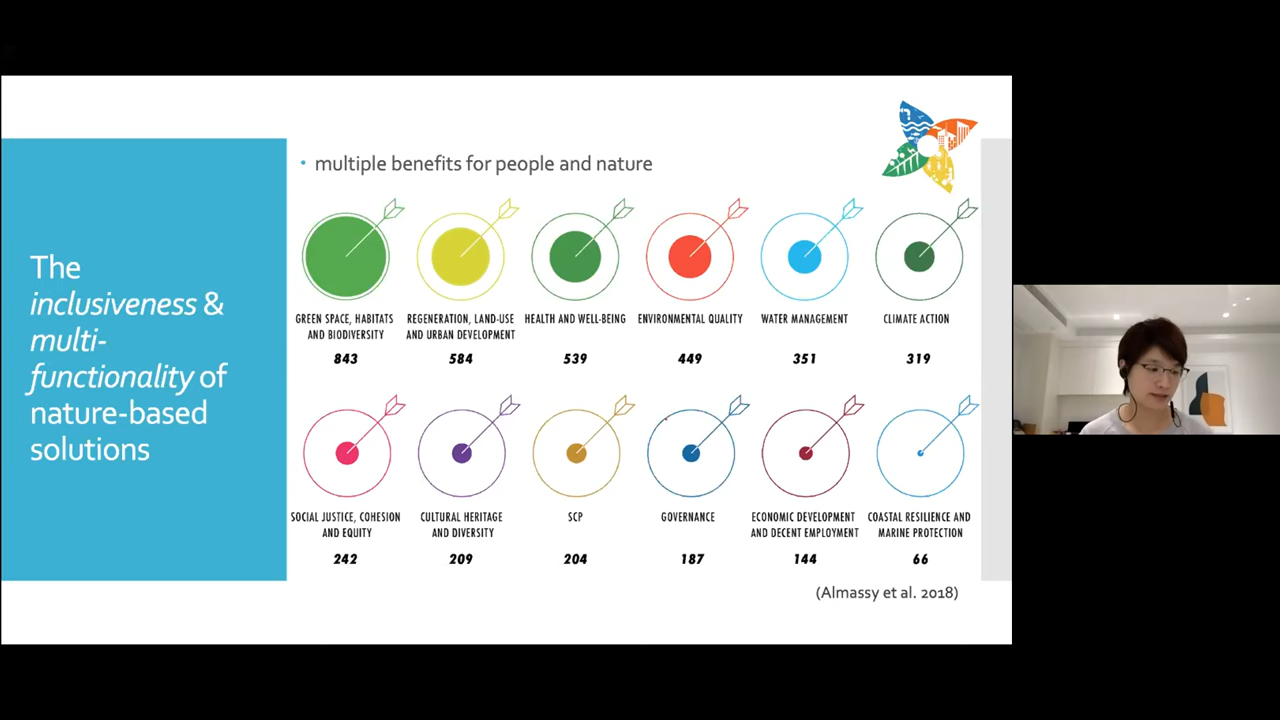 The
inclusiveness &
multi-
functionality of
nature-based
solutions
• multiple benefits for people and nature
GREEN SPACE, HABITATS
AND BIODIVERSITY
843
REGENERATION, LAND-USE
AND URBAN DEVELOPMENT
584
HEALTH AND WELL-BEING
539
ENVIRONMENTAL QUALITY
449
WATER MANAGEMENT
351
CLIMATE ACTION
319
SOCIAL JUSTICE, COHESION
AND EQUITY
242
CULTURAL HERITAGE
AND DIVERSITY
209
SCP
204
GOVERNANCE
187
ECONOMIC DEVELOPMENT
AND DECENT EMPLOYMENT
144
COASTAL RESILIENCE AND
MARINE PROTECTION
66
(Almassy et al. 2018)